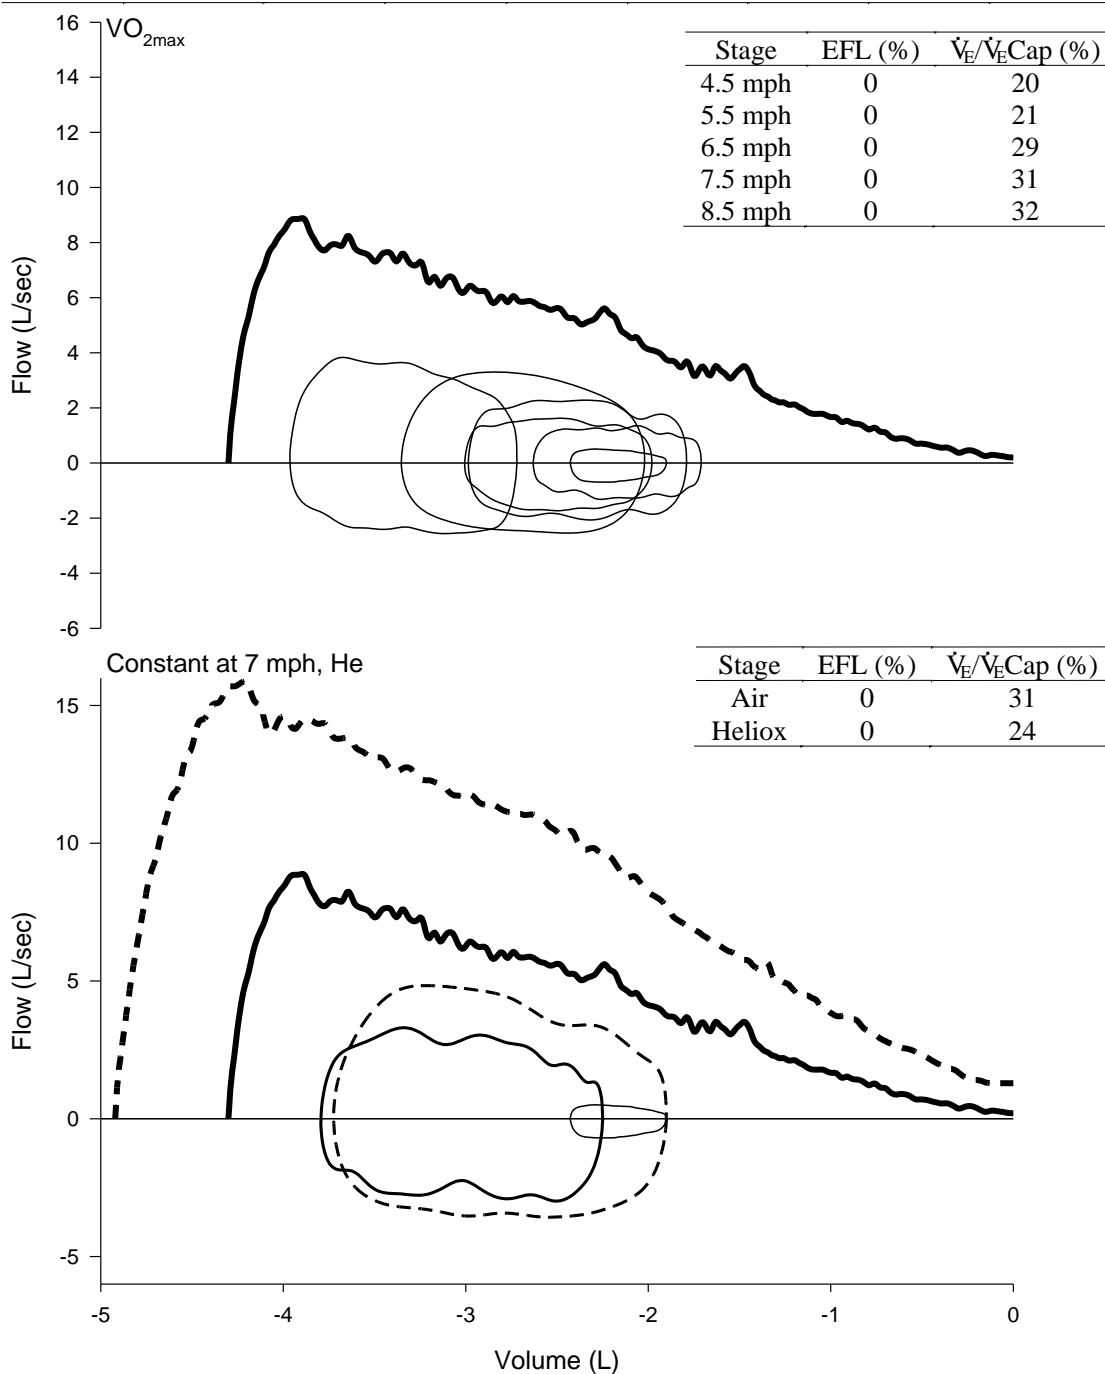 16
VO2max
14
12
10
8
6
4
2
0
-2
-4
-6
Flow (L/sec)
Stage EFL (%) V̇E/V̇ECap (%)
4.5 mph 0 20
5.5 mph 0 21
6.5 mph 0 29
7.5 mph 0 31
8.5 mph 0 32
Constant at 7 mph, He
Stage EFL (%) V̇E/V̇ECap (%)
Air 0 31
Heliox 0 24
15
10
5
0
-5
Flow (L/sec)
-5 -4 -3 -2 -1 0
Volume (L)